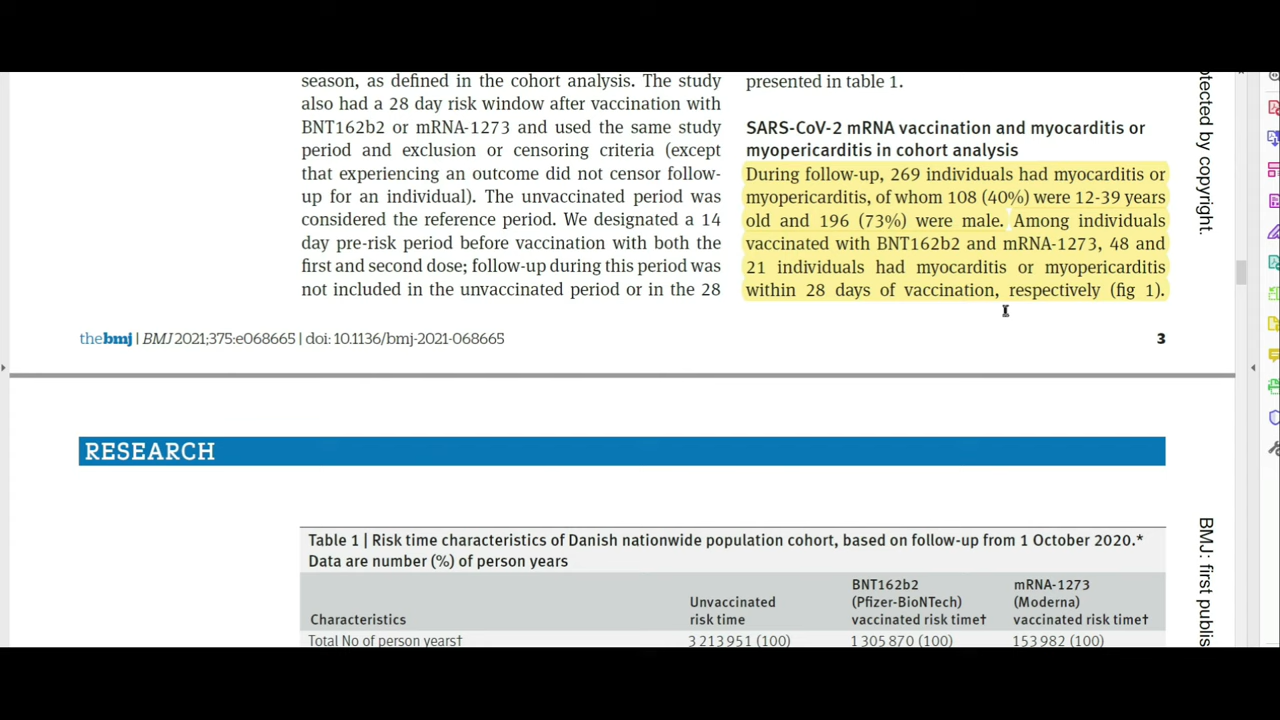 season, as defined in the cohort analysis. The study
also had a 28 day risk window after vaccination with
BNT162b2 or mRNA-1273 and used the same study
period and exclusion or censoring criteria (except
that experiencing an outcome did not censor follow-
up for an individual). The unvaccinated period was
considered the reference period. We designated a 14
day pre-risk period before vaccination with both the
first and second dose; follow-up during this period was
not included in the unvaccinated period or in the 28
presented in table 1.
SARS-CoV-2 mRNA vaccination and myocarditis or
myopericarditis in cohort analysis
During follow-up, 269 individuals had myocarditis or
myopericarditis, of whom 108 (40%) were 12-39 years
old and 196 (73%) were male. Among individuals
vaccinated with BNT162b2 and mRNA-1273, 48 and
21 individuals had myocarditis or myopericarditis
within 28 days of vaccination, respectively (fig 1).
thebmj | BMJ 2021;375:e068665 | doi: 10.1136/bmj-2021-068665
3
RESEARCH
Table 1 | Risk time characteristics of Danish nationwide population cohort, based on follow-up from 1 October 2020.*
Data are number (%) of person years
Characteristics
Unvaccinated
risk time
BNT162b2
(Pfizer-BioNTech)
vaccinated risk time†
mRNA-1273
(Moderna)
vaccinated risk time†
Total No of person years† 3 213 951 (100) 1 305 870 (100) 153 982 (100)
by copyright.
BMJ: first